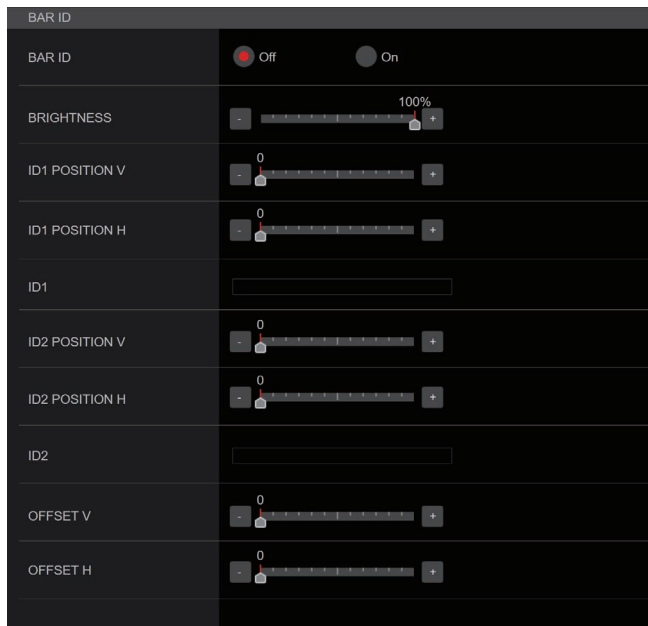 BAR ID
BAR ID Off On
BRIGHTNESS - 100% +
ID1 POSITION V - 0 +
ID1 POSITION H - 0 +
ID1
ID2 POSITION V - 0 +
ID2 POSITION H - 0 +
ID2
OFFSET V - 0 +
OFFSET H - 0 +